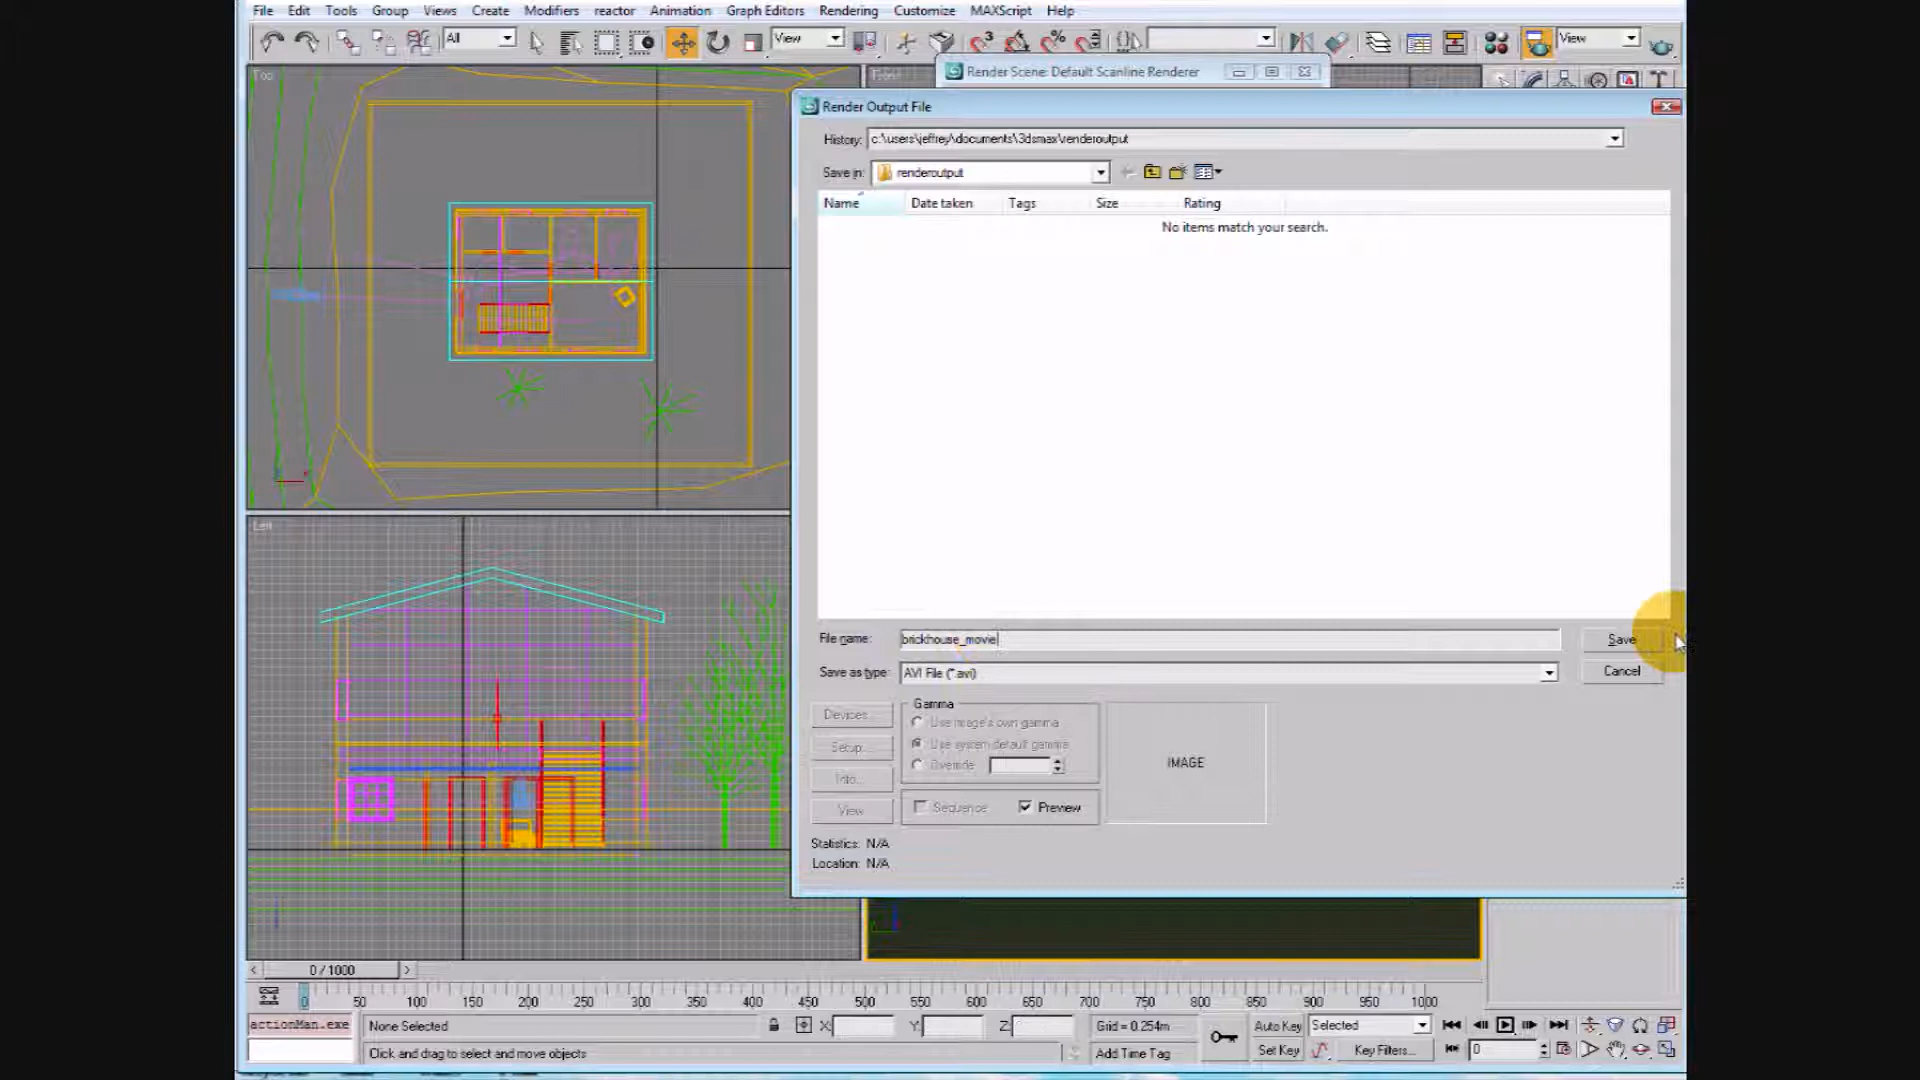 File Edit Tools Group Views Create Modifiers reactor Animation Graph Editors Rendering Customize MAXScript Help
All View View
Top
Front
Render Scene: Default Scanline Renderer
Render Output File
History: c:\users\jeffrey\documents\3dsmax\renderoutput
Save in: renderoutput
Name Date taken Tags Size Rating
No items match your search.
Left
File name: brickhouse_movie Save
Save as type: AVI File (*.avi) Cancel
Gamma
Devices... Use image's own gamma
Setup... Use system default gamma
Info... Override
IMAGE
View Sequence Preview
Statistics: N/A
Location: N/A
0 / 1000
0 50 100 150 200 250 300 350 400 450 500 550 600 650 700 750 800 850 900 950 1000
actionMan.exe None Selected X: Y: Z: Grid = 0.254m Auto Key Selected
Click and drag to select and move objects Add Time Tag Set Key Key Filters... 0